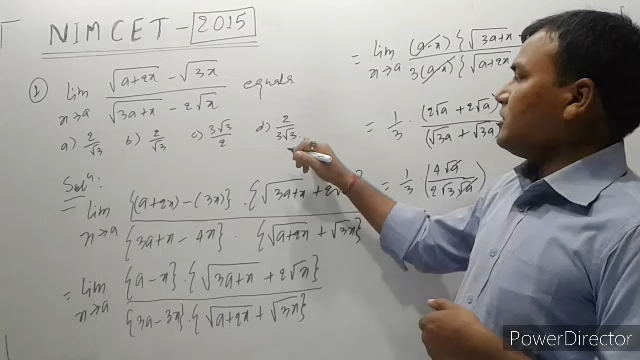 NIMCET - 2015
① lim x→a (√(a+2x) - √(3x)) / (√(3a+x) - 2√x) equals
a) 2/√3 b) 2/√3 c) 3√3/2 d) 2/(3√3)
Solⁿ:
= lim x→a [{(a+2x) - (3x)} · {√(3a+x) + 2√x}] / [{3a+x - 4x} · {√(a+2x) + √(3x)}]
= lim x→a [{a-x} · {√(3a+x) + 2√x}] / [{3a-3x} · {√(a+2x) + √(3x)}]
= lim x→a (a-x) {√(3a+x) / 3(a-x) {√(a+2x)
= 1/3 · (2√a + 2√a) / (√(3a) + √(3a))
= 1/3 · (4√a / 2√3√a)
PowerDirector